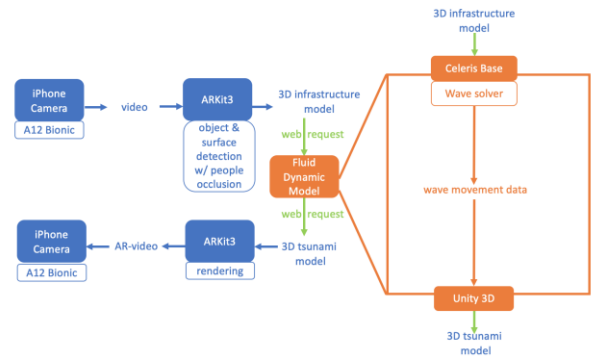 iPhone
Camera
A12 Bionic
video
ARKit3
object &
surface
detection
w/ people
occlusion
3D infrastructure
model
web request
Fluid
Dynamic
Model
web request
3D tsunami
model
ARKit3
rendering
AR-video
iPhone
Camera
A12 Bionic
3D infrastructure
model
Celeris Base
Wave solver
wave movement data
Unity 3D
3D tsunami
model